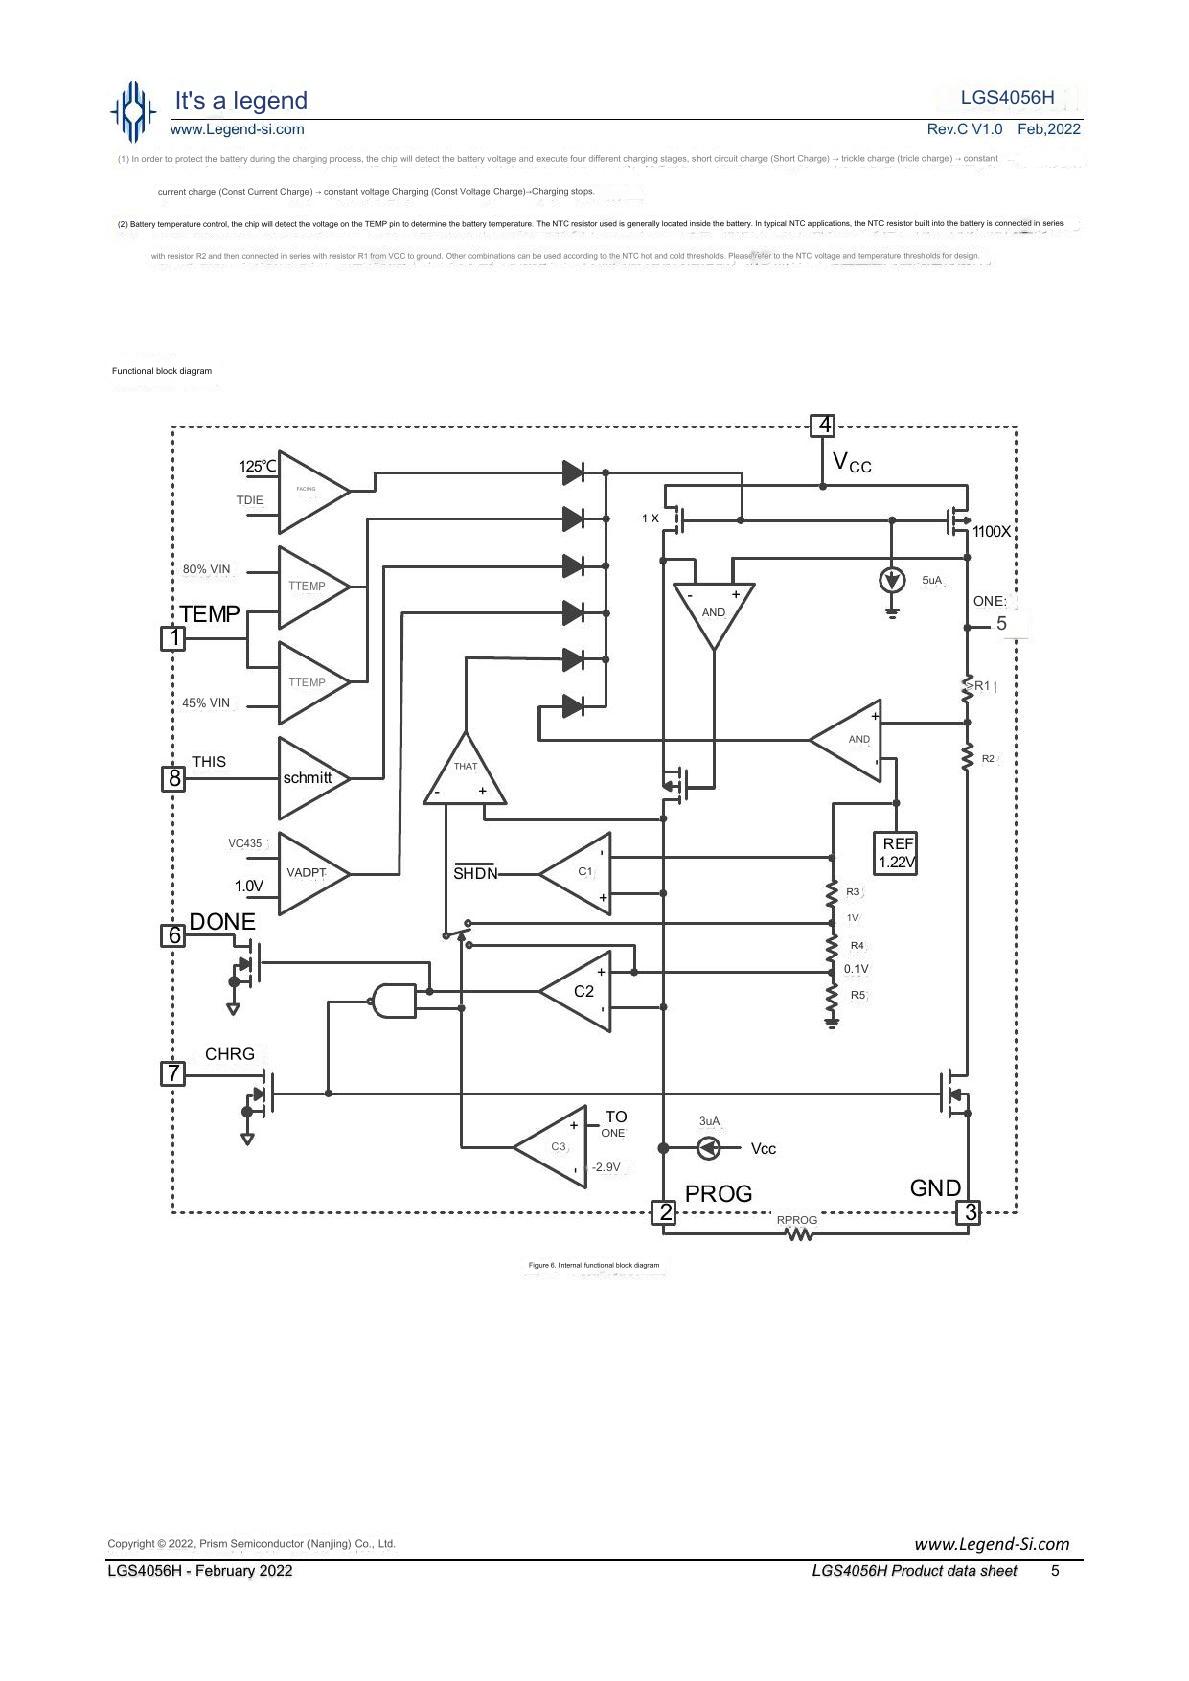 It's a legend
LGS4056H
www.Legend-si.com
Rev.C V1.0 Feb,2022
(1) In order to protect the battery during the charging process, the chip will detect the battery voltage and execute four different charging stages, short circuit charge (Short Charge) → trickle charge (tricle charge) → constant
current charge (Const Current Charge) → constant voltage Charging (Const Voltage Charge)→Charging stops.
(2) Battery temperature control, the chip will detect the voltage on the TEMP pin to determine the battery temperature. The NTC resistor used is generally located inside the battery. In typical NTC applications, the NTC resistor built into the battery is connected in series
with resistor R2 and then connected in series with resistor R1 from VCC to ground. Other combinations can be used according to the NTC hot and cold thresholds. Please refer to the NTC voltage and temperature thresholds for design.
Functional block diagram
4
VCC
125℃
FACING
TDIE
1 X
1100X
80% VIN
TTEMP
5uA
- +
AND
ONE:
TEMP
1
5
TTEMP
R1
45% VIN
+
AND
-
R2
THIS
8
schmitt
THAT
- +
REF
1.22V
VC435
VADPT
1.0V
SHDN
C1
-
+
R3
1V
DONE
6
R4
0.1V
C2
+
-
R5
CHRG
7
TO
ONE
+
C3
-
-2.9V
3uA
Vcc
PROG
GND
2
3
RPROG
Figure 6. Internal functional block diagram
Copyright © 2022, Prism Semiconductor (Nanjing) Co., Ltd.
www.Legend-Si.com
LGS4056H - February 2022
LGS4056H Product data sheet 5